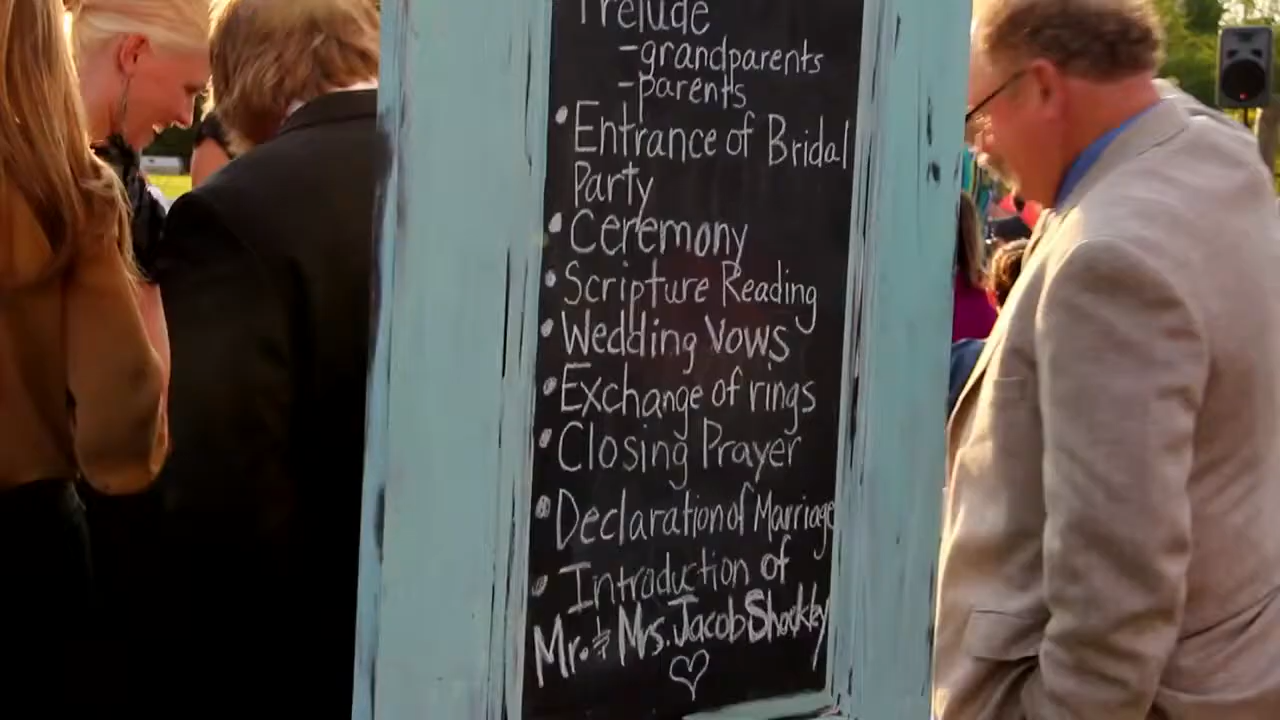 Prelude
-grandparents
-parents
• Entrance of Bridal
Party
• Ceremony
• Scripture Reading
• Wedding Vows
• Exchange of rings
• Closing Prayer
• Declaration of Marriage
• Introduction of
Mr. & Mrs. Jacob Shockley